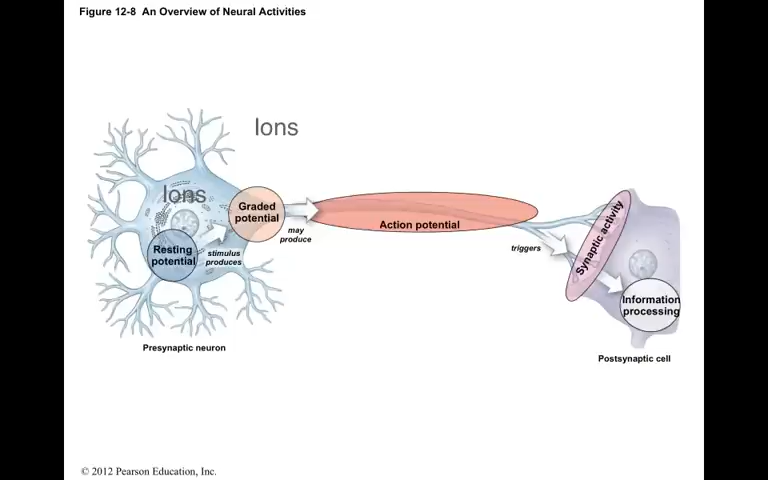 Figure 12-8 An Overview of Neural Activities
Ions
Ions
Graded
potential
Action potential
may
produce
Resting
potential
stimulus
produces
triggers
Synaptic activity
Information
processing
Presynaptic neuron
Postsynaptic cell
© 2012 Pearson Education, Inc.